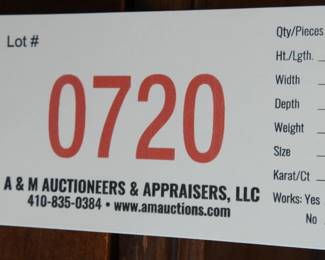 Lot #
0720
A & M AUCTIONEERS & APPRAISERS, LLC
410-835-0384 • www.amauctions.com
Qty/Pieces
Ht./Lgth.
Width
Depth
Weight
Size
Karat/Ct
Works: Yes
No